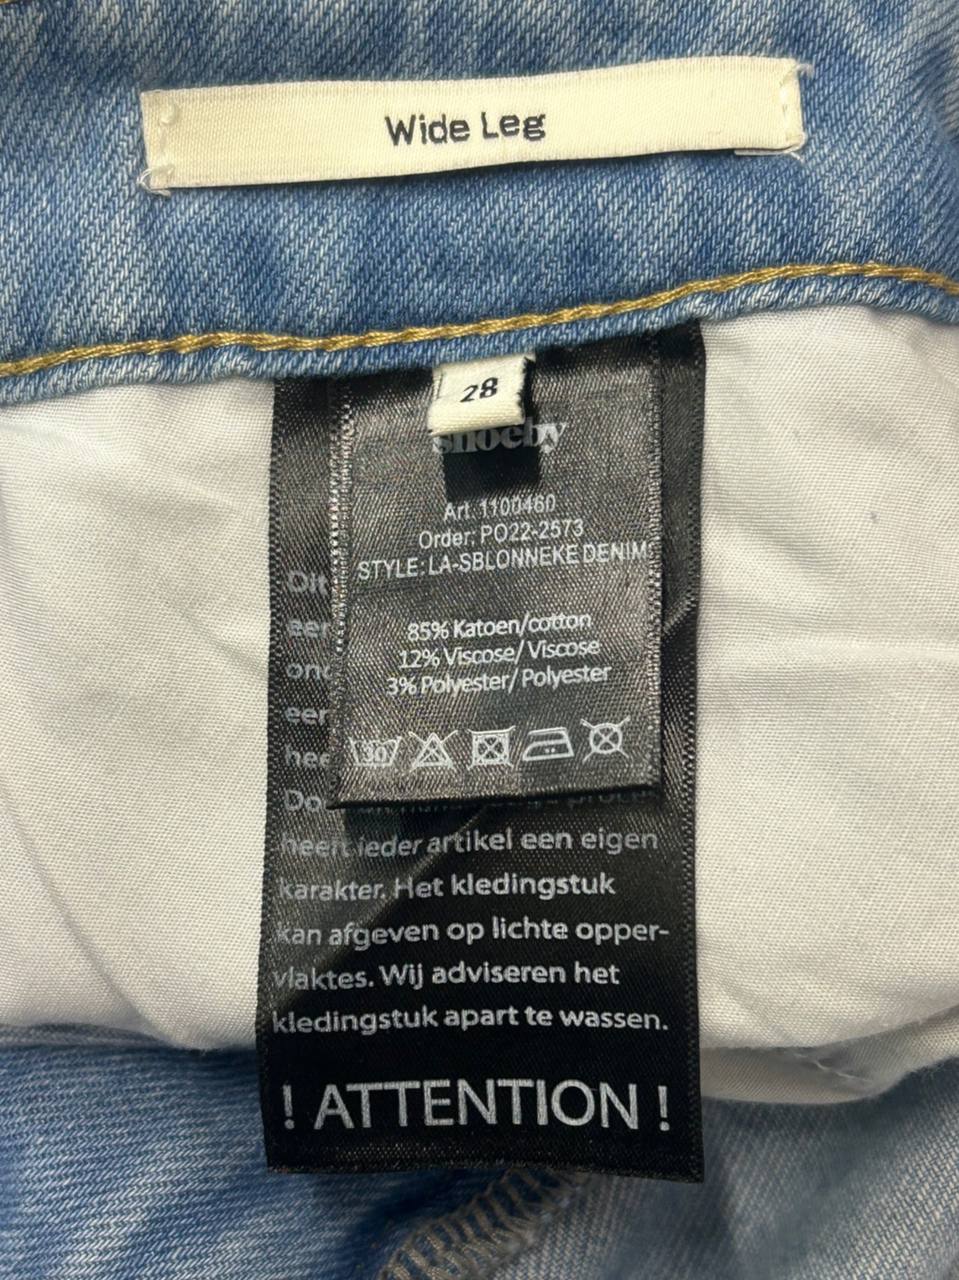 Wide Leg
28
shoeby
Art. 1100460
Order: PO22-2573
STYLE: LA-SBLONNEKE DENIM
85% Katoen/cotton
12% Viscose/ Viscose
3% Polyester/ Polyester
30
Dit
heeft ieder artikel een eigen
karakter. Het kledingstuk
kan afgeven op lichte opper-
vlaktes. Wij adviseren het
kledingstuk apart te wassen.
! ATTENTION !